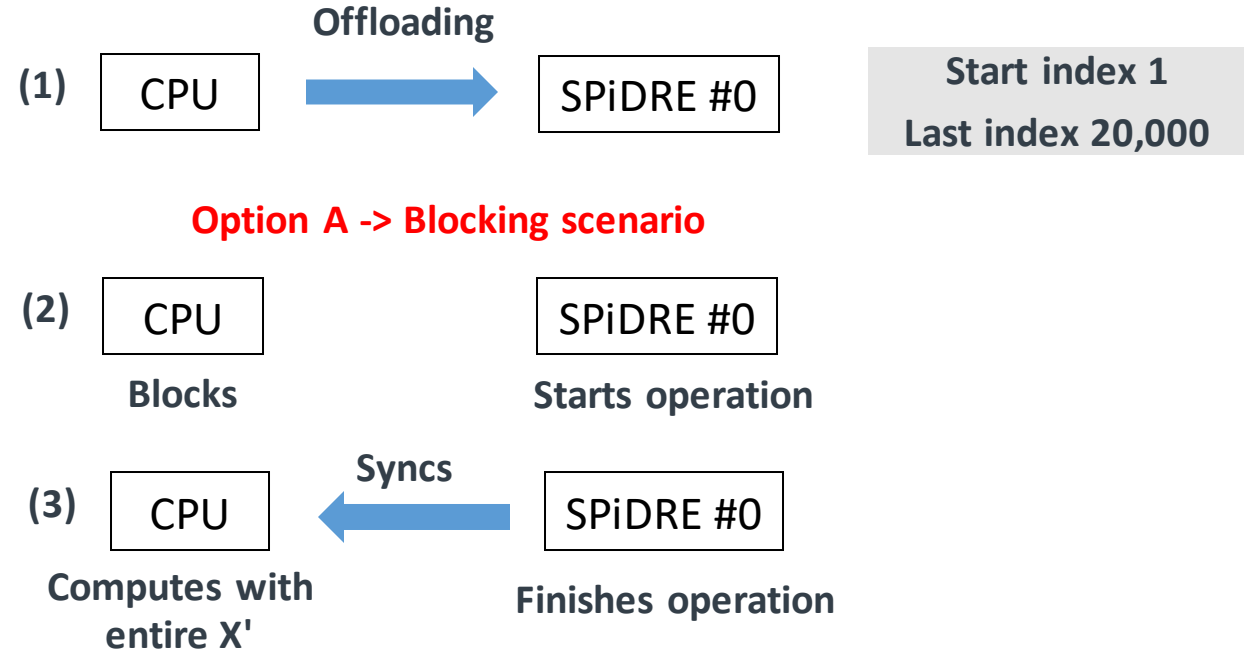 Offloading
(1) CPU SPiDRE #0 Start index 1
Last index 20,000
Option A -> Blocking scenario
(2) CPU SPiDRE #0
Blocks Starts operation
Syncs
(3) CPU SPiDRE #0
Computes with Finishes operation
entire X'